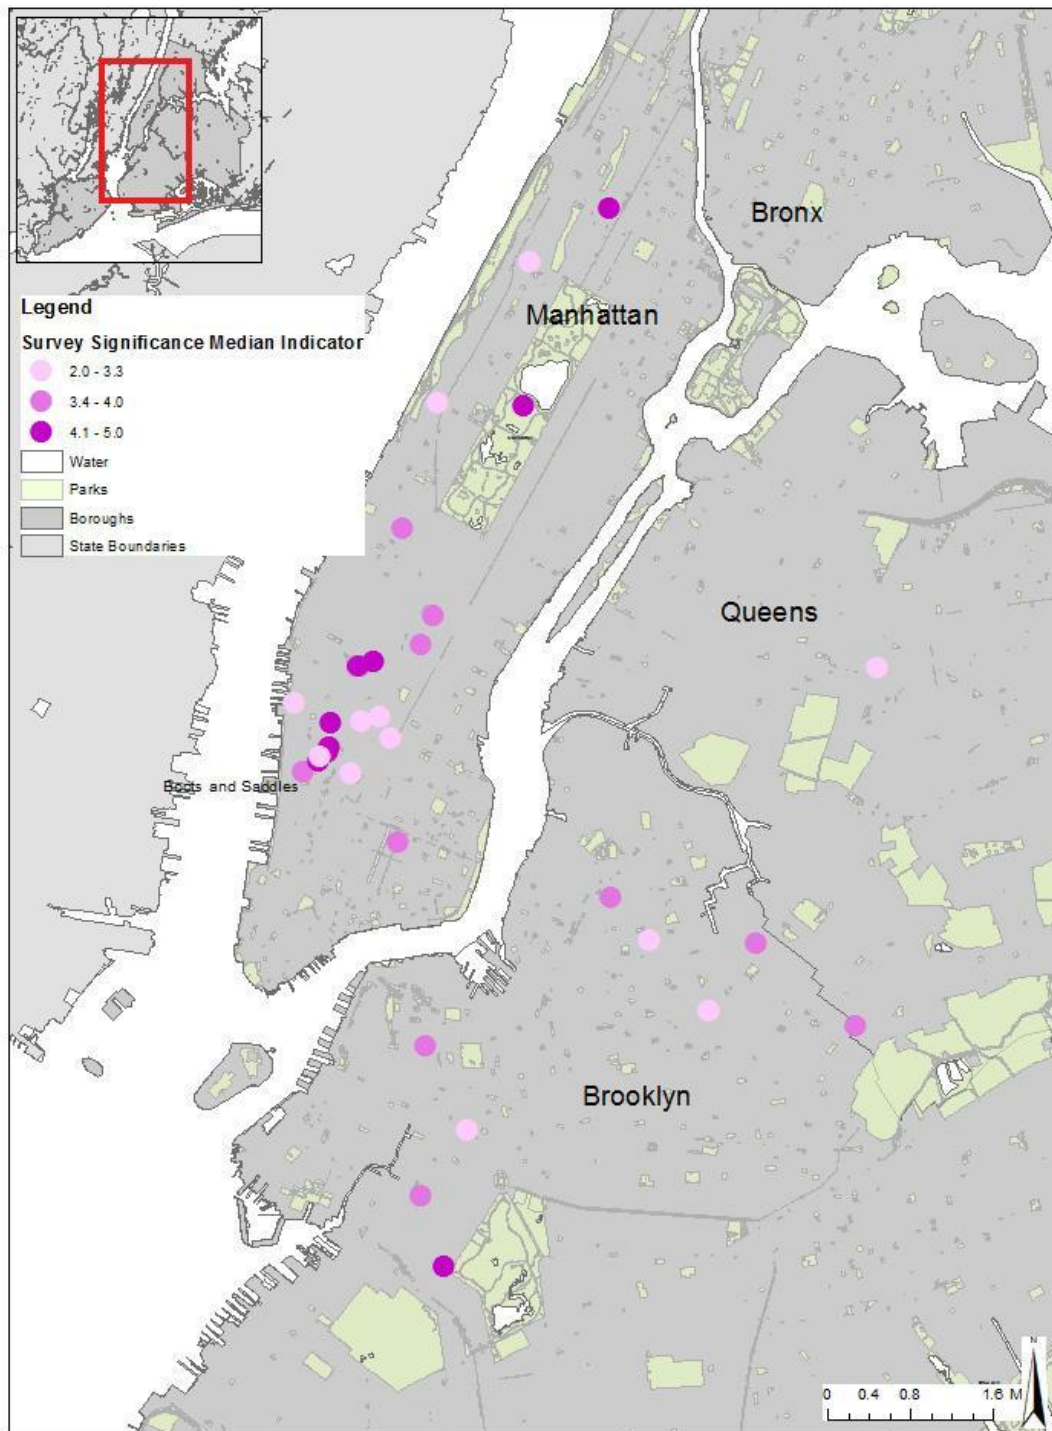 Bronx
Legend
Manhattan
Survey Significance Median Indicator
2.0 - 3.3
3.4 - 4.0
4.1 - 5.0
Water
Parks
Boroughs
State Boundaries
Queens
Boots and Saddles
Brooklyn
N
0 0.4 0.8 1.6 M